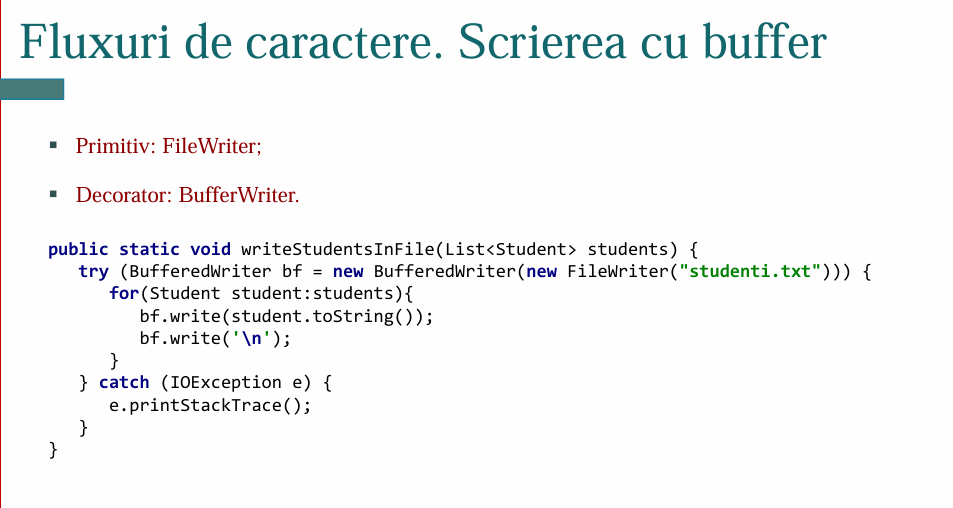 Fluxuri de caractere. Scrierea cu buffer
▪ Primitiv: FileWriter;
▪ Decorator: BufferWriter.
public static void writeStudentsInFile(List<Student> students) {
   try (BufferedWriter bf = new BufferedWriter(new FileWriter("studenti.txt"))) {
      for(Student student:students){
         bf.write(student.toString());
         bf.write('\n');
      }
   } catch (IOException e) {
      e.printStackTrace();
   }
}